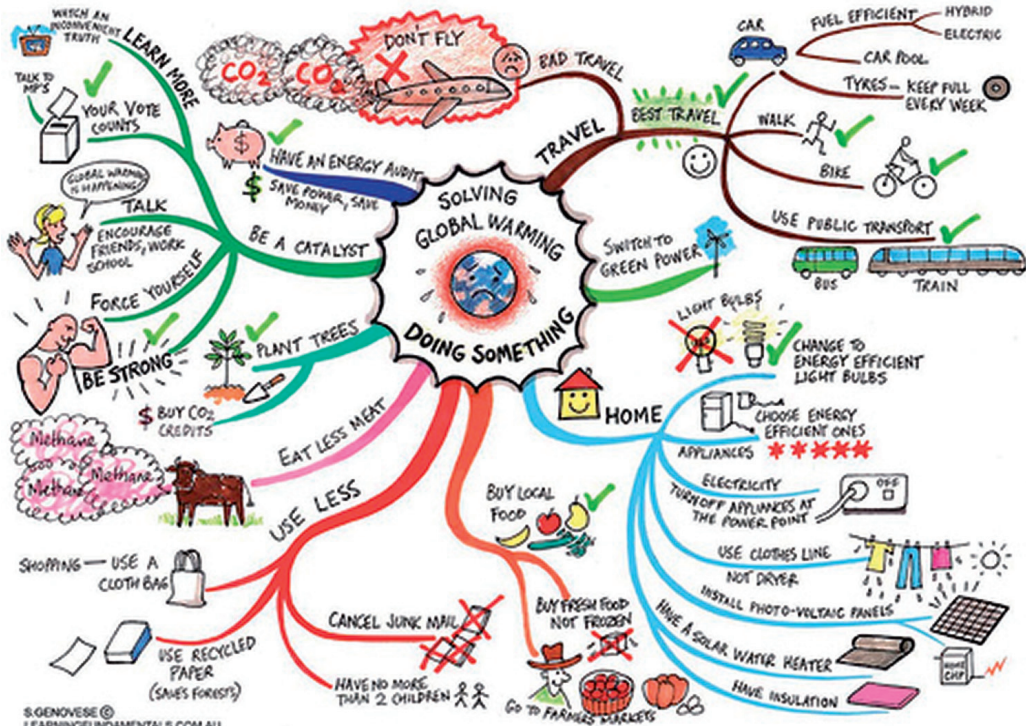 SOLVING
GLOBAL WARMING
DOING SOMETHING
TRAVEL
BAD TRAVEL
DONT FLY
CO2
CO2
BEST TRAVEL
CAR
FUEL EFFICIENT
HYBRID
ELECTRIC
CAR POOL
TYRES — KEEP FULL
EVERY WEEK
WALK
BIKE
USE PUBLIC TRANSPORT
BUS
TRAIN
SWITCH TO
GREEN POWER
HOME
LIGHT BULBS
CHANGE TO
ENERGY EFFICIENT
LIGHT BULBS
CHOOSE ENERGY
EFFICIENT ONES
APPLIANCES
ELECTRICITY
TURN OFF APPLIANCES AT
THE POWER POINT
OFF
USE CLOTHES LINE
NOT DRYER
INSTALL PHOTO-VOLTAIC PANELS
HAVE A SOLAR WATER HEATER
HAVE INSULATION
BUY LOCAL
FOOD
BUY FRESH FOOD
NOT FROZEN
GO TO FARMERS MARKETS
USE LESS
SHOPPING — USE A
CLOTH BAG
USE RECYCLED
PAPER
(SAVES FORESTS)
CANCEL JUNK MAIL
HAVE NO MORE
THAN 2 CHILDREN
EAT LESS MEAT
Methane
Methane
Methane
PLANT TREES
$ BUY CO2
CREDITS
BE A CATALYST
LEARN MORE
WATCH AN
INCONVENIENT
TRUTH
TALK TO
MP'S
YOUR VOTE
COUNTS
GLOBAL WARMING
IS HAPPENING!
TALK
ENCOURAGE
FRIENDS, WORK
SCHOOL
FORCE YOURSELF
BE STRONG
HAVE AN ENERGY AUDIT
$
$
SAVE POWER, SAVE
MONEY
S.GENOVESE ©
LEARNINGFUNDAMENTALS.COM.AU